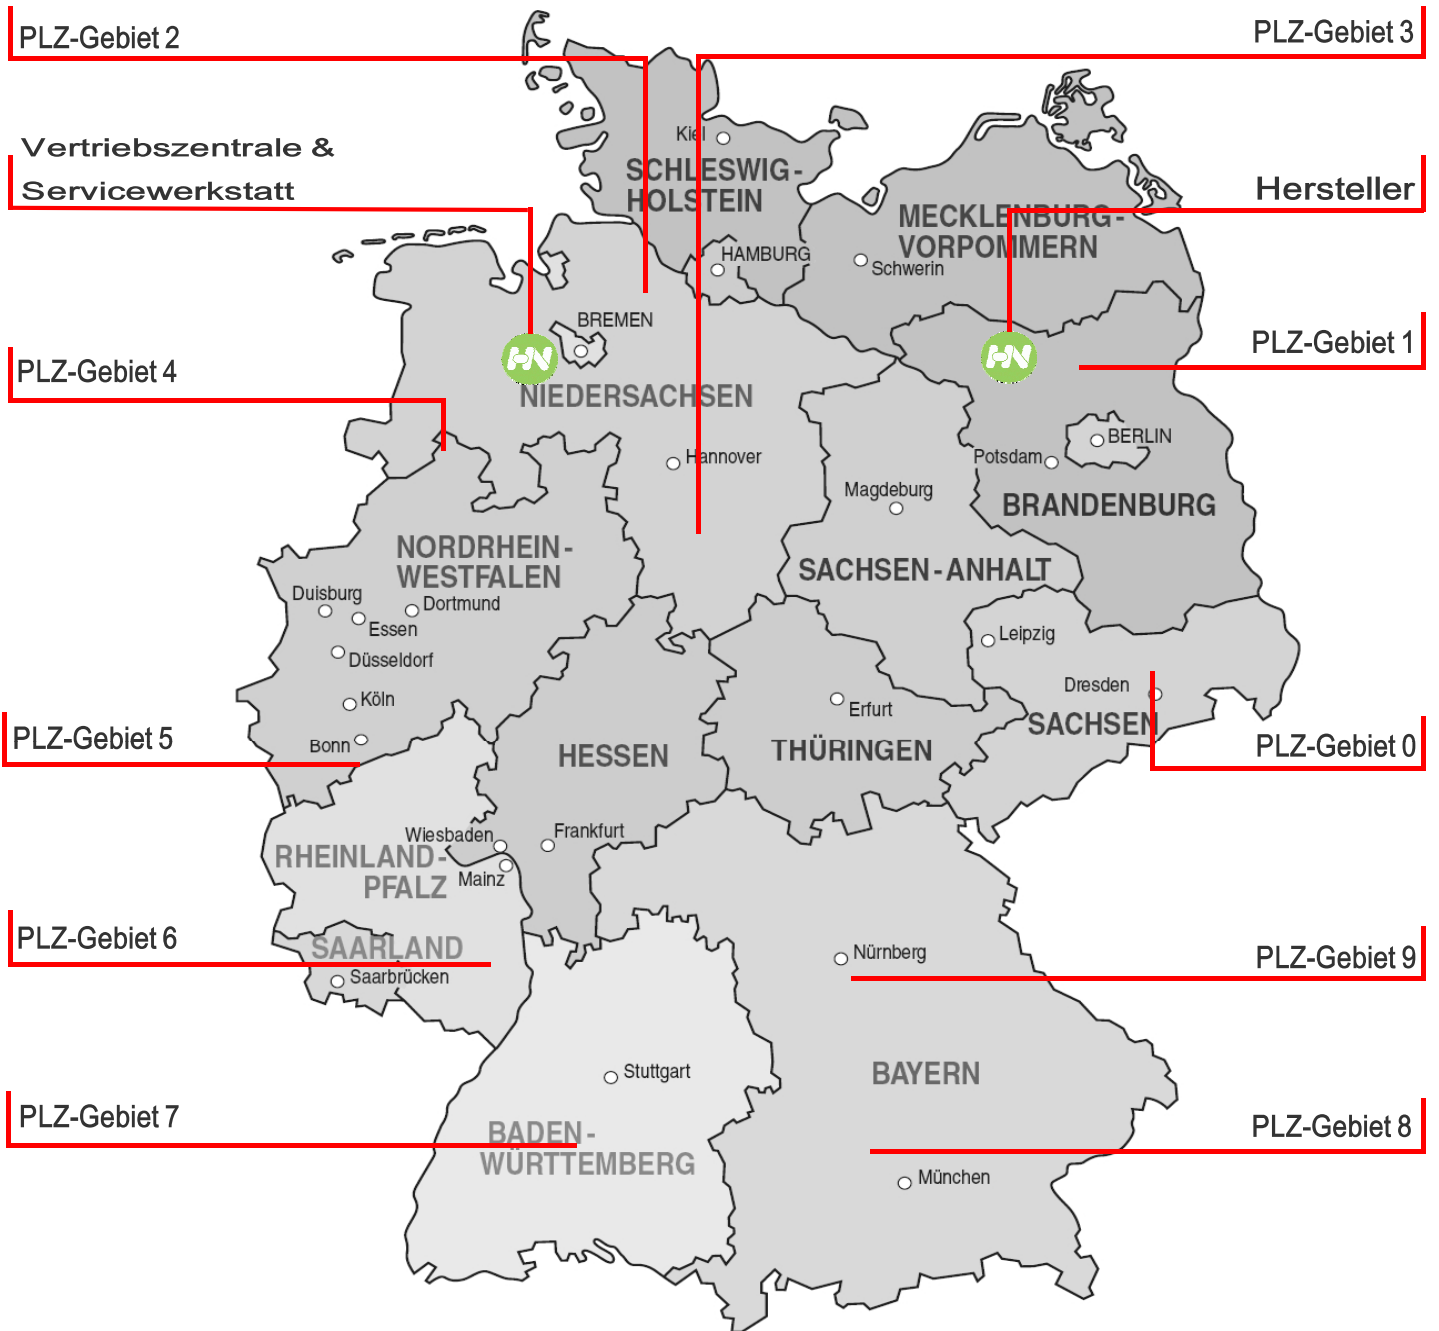 PLZ-Gebiet 2
PLZ-Gebiet 3
Kiel
Vertriebszentrale &
Servicewerkstatt
SCHLESWIG-
HOLSTEIN
Hersteller
MECKLENBURG-
VORPOMMERN
HAMBURG
Schwerin
BREMEN
HN
HN
PLZ-Gebiet 1
PLZ-Gebiet 4
NIEDERSACHSEN
BERLIN
Hannover
Potsdam
Magdeburg
BRANDENBURG
NORDRHEIN-
WESTFALEN
SACHSEN-ANHALT
Duisburg
Dortmund
Essen
Leipzig
Düsseldorf
Dresden
Köln
Erfurt
SACHSEN
PLZ-Gebiet 5
Bonn
HESSEN
THÜRINGEN
PLZ-Gebiet 0
Wiesbaden
Frankfurt
RHEINLAND-
PFALZ
Mainz
PLZ-Gebiet 6
SAARLAND
Saarbrücken
Nürnberg
PLZ-Gebiet 9
Stuttgart
BAYERN
PLZ-Gebiet 7
BADEN-
WÜRTTEMBERG
PLZ-Gebiet 8
München